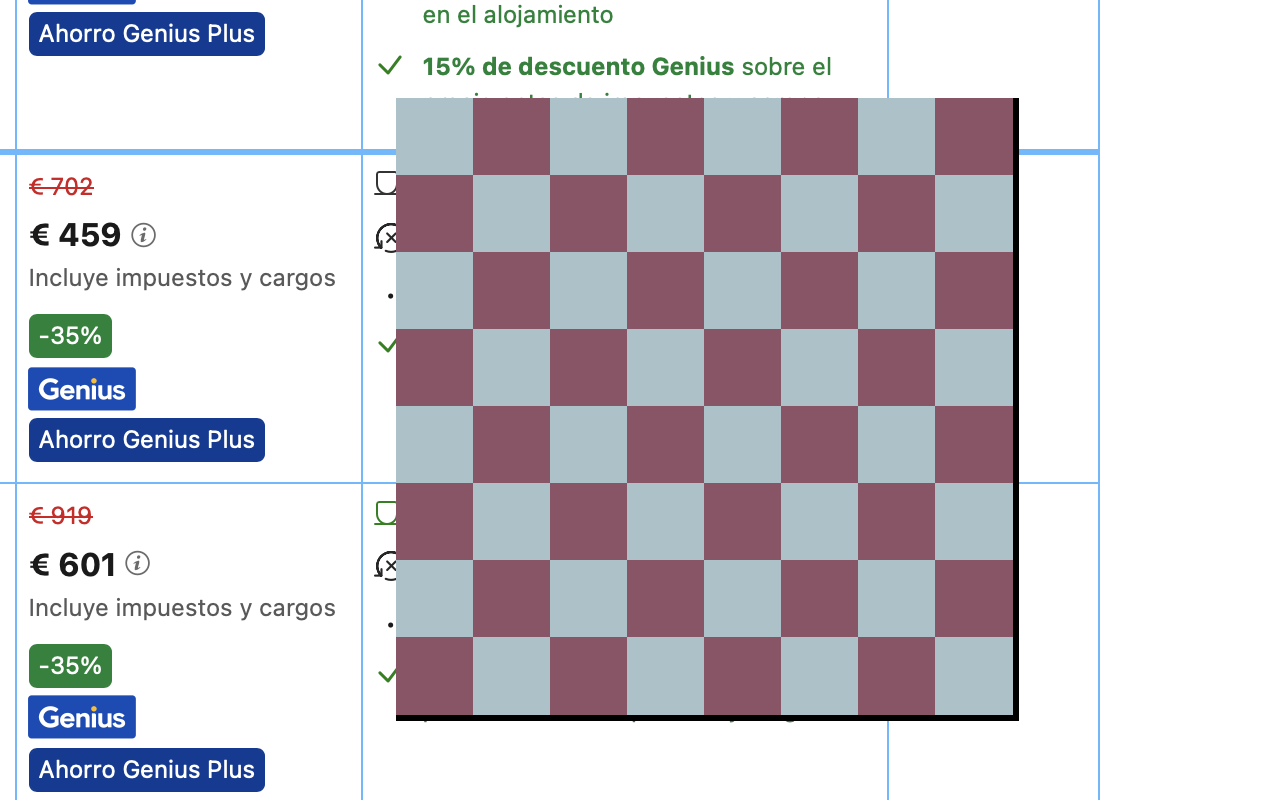 Ahorro Genius Plus
en el alojamiento
15% de descuento Genius sobre el
€ 702
€ 459
Incluye impuestos y cargos
-35%
Genius
Ahorro Genius Plus
€ 919
€ 601
Incluye impuestos y cargos
-35%
Genius
Ahorro Genius Plus